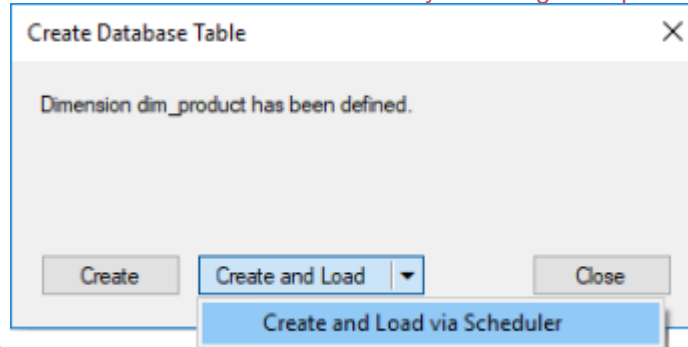 Create Database Table
Dimension dim_product has been defined.
Create
Create and Load
Close
Create and Load via Scheduler